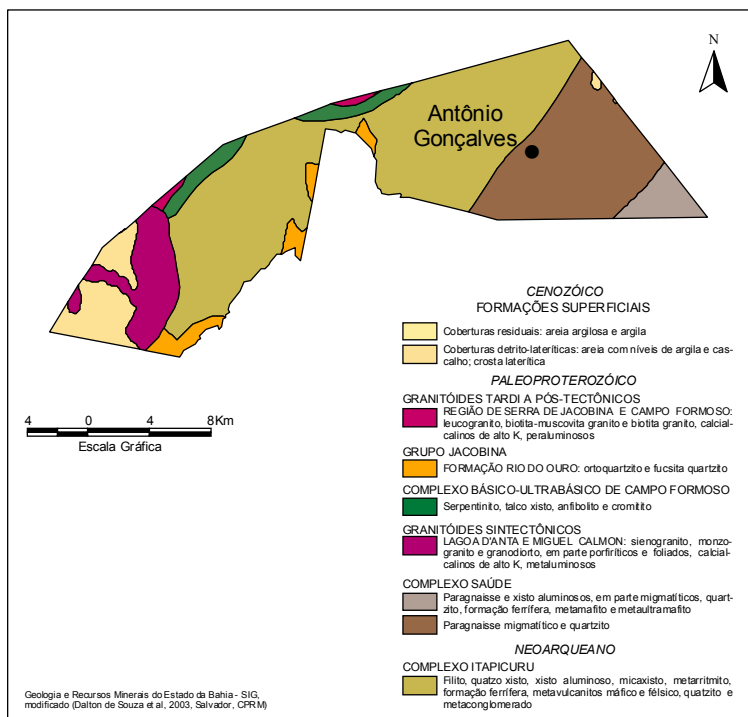 N
Antônio
Gonçalves
CENOZÓICO
FORMAÇÕES SUPERFICIAIS
Coberturas residuais: areia argilosa e argila
Coberturas detrito-lateríticas: areia com níveis de argila e cas-
calho; crosta laterítica
PALEOPROTEROZÓICO
GRANITÓIDES TARDI A PÓS-TECTÔNICOS
REGIÃO DE SERRA DE JACOBINA E CAMPO FORMOSO:
leucogranito, biotita-muscovita granito e biotita granito, calcial-
calinos de alto K, peraluminosos
GRUPO JACOBINA
FORMAÇÃO RIO DO OURO: ortoquartzito e fucsita quartzito
COMPLEXO BÁSICO-ULTRABÁSICO DE CAMPO FORMOSO
Serpentinito, talco xisto, anfibolito e cromitito
GRANITÓIDES SINTECTÔNICOS
LAGOA D'ANTA E MIGUEL CALMON: sienogranito, monzo-
granito e granodiorto, em parte porfiríticos e foliados, calcial-
calinos de alto K, metaluminosos
COMPLEXO SAÚDE
Paragnaisse e xisto aluminosos, em parte migmatíticos, quart-
zito, formação ferrífera, metamafito e metaultramafito
Paragnaisse migmatítico e quartzito
NEOARQUEANO
COMPLEXO ITAPICURU
Filito, quatzo xisto, xisto aluminoso, micaxisto, metarritmito,
formação ferrífera, metavulcanitos máfico e félsico, quatzito e
metaconglomerado
4 0 4 8Km
Escala Gráfica
Geologia e Recursos Minerais do Estado da Bahia - SIG,
modificado (Dalton de Souza et al, 2003, Salvador, CPRM)